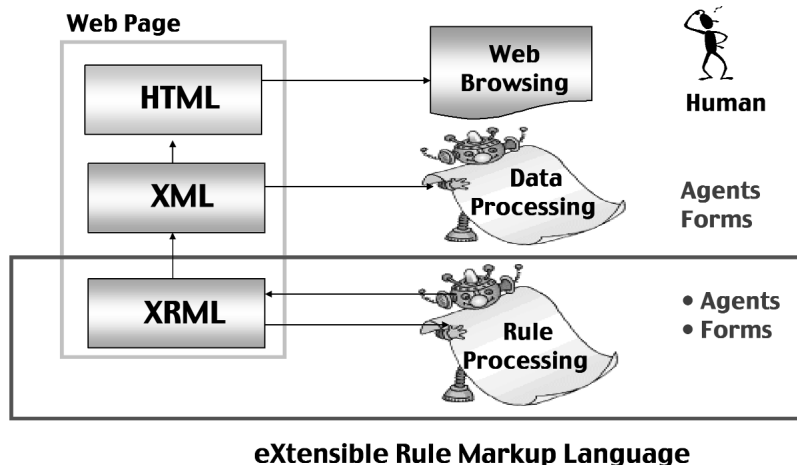 Web Page
HTML
Web
Browsing
Human
XML
Data
Processing
Agents
Forms
XRML
Rule
Processing
• Agents
• Forms
eXtensible Rule Markup Language